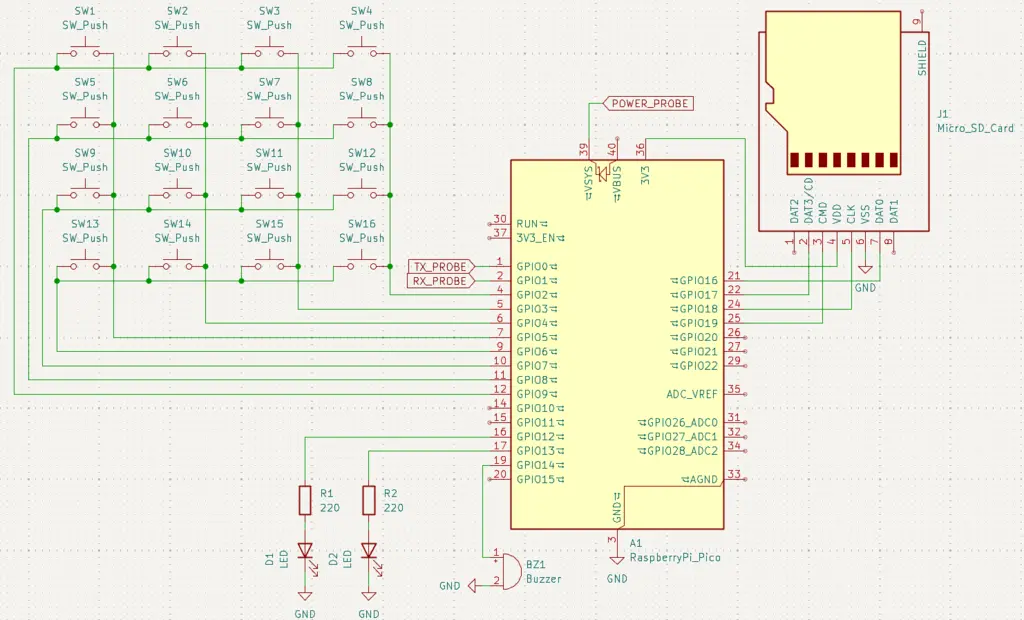 SW1 SW2 SW3 SW4
SW_Push SW_Push SW_Push SW_Push
SW5 SW6 SW7 SW8
SW_Push SW_Push SW_Push SW_Push
SW9 SW10 SW11 SW12
SW_Push SW_Push SW_Push SW_Push
SW13 SW14 SW15 SW16
SW_Push SW_Push SW_Push SW_Push
POWER_PROBE
39 40 36
VSYS VBUS 3V3
30 RUN
37 3V3_EN
TX_PROBE 1 GPIO0
RX_PROBE 2 GPIO1
4 GPIO2
5 GPIO3
6 GPIO4
7 GPIO5
9 GPIO6
10 GPIO7
11 GPIO8
12 GPIO9
14 GPIO10
15 GPIO11
16 GPIO12
17 GPIO13
19 GPIO14
20 GPIO15
GPIO16 21
GPIO17 22
GPIO18 24
GPIO19 25
GPIO20 26
GPIO21 27
GPIO22 29
ADC_VREF 35
GPIO26_ADC0 31
GPIO27_ADC1 32
GPIO28_ADC2 34
AGND 33
GND
3
A1
RaspberryPi_Pico
GND
9
SHIELD
J1
Micro_SD_Card
DAT2 DAT3/CD CMD VDD CLK VSS DAT0 DAT1
1 2 3 4 5 6 7 8
GND
R1
220
R2
220
D1
LED
D2
LED
GND GND
1
+
2
BZ1
Buzzer
GND